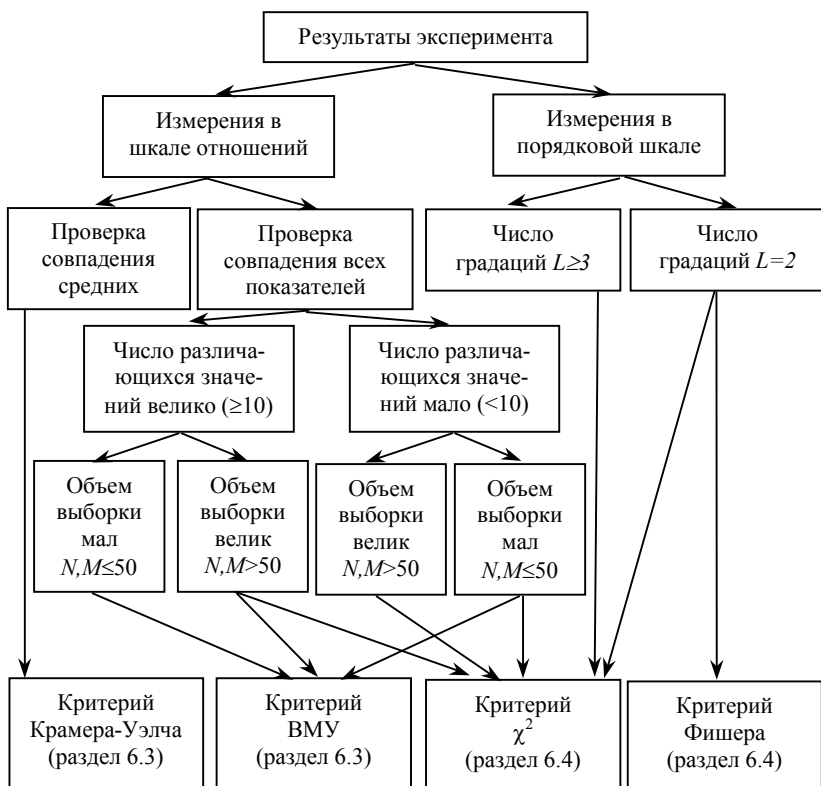 Результаты эксперимента
Измерения в
шкале отношений
Измерения в
порядковой шкале
Проверка
совпадения
средних
Проверка
совпадения всех
показателей
Число
градаций L≥3
Число
градаций L=2
Число различа-
ющихся значе-
ний велико (≥10)
Число различа-
ющихся значе-
ний мало (<10)
Объем
выборки
мал
N,M≤50
Объем
выборки
велик
N,M>50
Объем
выборки
велик
N,M>50
Объем
выборки
мал
N,M≤50
Критерий
Крамера-Уэлча
(раздел 6.3)
Критерий
ВМУ
(раздел 6.3)
Критерий
χ²
(раздел 6.4)
Критерий
Фишера
(раздел 6.4)